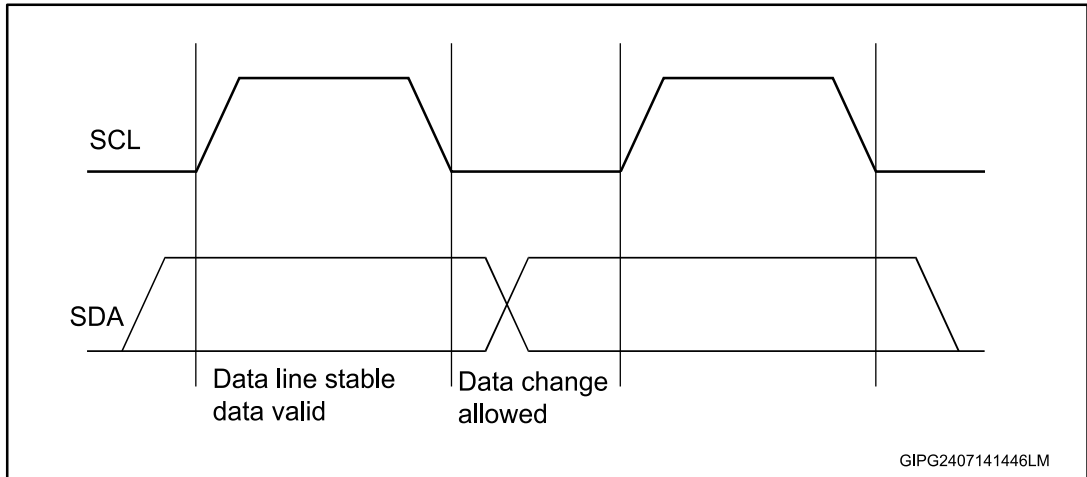 SCL
SDA
Data line stable
data valid
Data change
allowed
GIPG2407141446LM